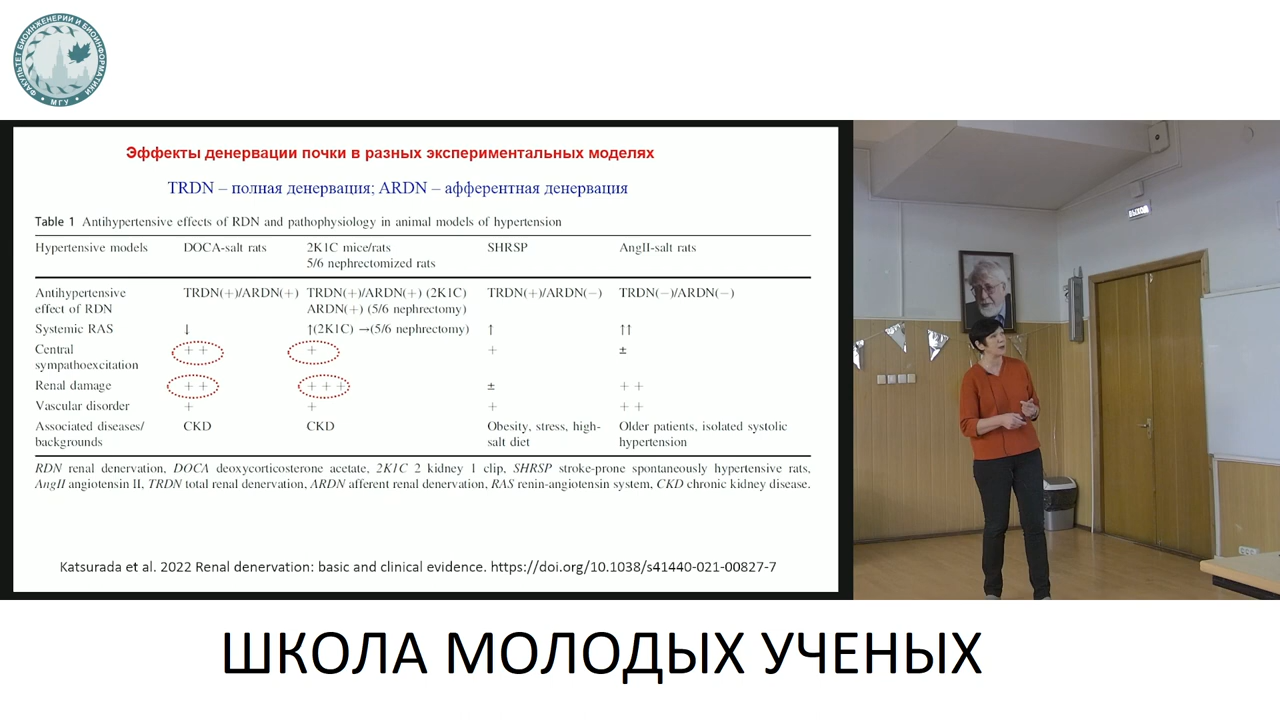 ФАКУЛЬТЕТ БИОИНЖЕНЕРИИ И БИОИНФОРМАТИКИ
• МГУ •
Эффекты денервации почки в разных экспериментальных моделях
TRDN – полная денервация; ARDN – афферентная денервация
Table 1 Antihypertensive effects of RDN and pathophysiology in animal models of hypertension
Hypertensive models DOCA-salt rats 2K1C mice/rats SHRSP AngII-salt rats
5/6 nephrectomized rats
Antihypertensive TRDN(+)/ARDN(+) TRDN(+)/ARDN(+) (2K1C) TRDN(+)/ARDN(−) TRDN(−)/ARDN(−)
effect of RDN ARDN(+) (5/6 nephrectomy)
Systemic RAS ↓ ↑(2K1C) →(5/6 nephrectomy) ↑ ↑↑
Central ++ + + ±
sympathoexcitation
Renal damage ++ +++ ± ++
Vascular disorder + + + ++
Associated diseases/ CKD CKD Obesity, stress, high- Older patients, isolated systolic
backgrounds salt diet hypertension
RDN renal denervation, DOCA deoxycorticosterone acetate, 2K1C 2 kidney 1 clip, SHRSP stroke-prone spontaneously hypertensive rats,
AngII angiotensin II, TRDN total renal denervation, ARDN afferent renal denervation, RAS renin-angiotensin system, CKD chronic kidney disease.
Katsurada et al. 2022 Renal denervation: basic and clinical evidence. https://doi.org/10.1038/s41440-021-00827-7
ВЫХОД
ШКОЛА МОЛОДЫХ УЧЕНЫХ